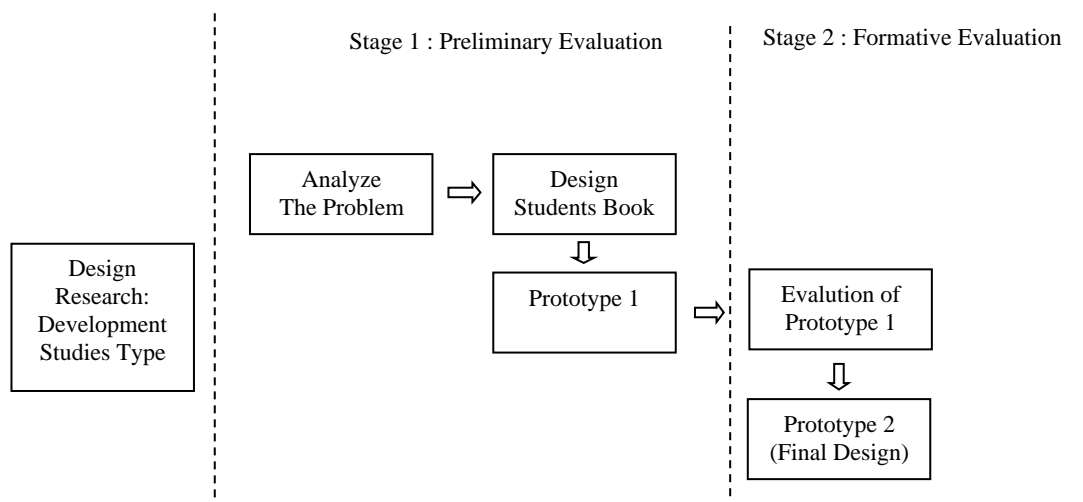 Stage 1 : Preliminary Evaluation
Stage 2 : Formative Evaluation
Analyze
The Problem
Design
Students Book
Design
Research:
Development
Studies Type
Prototype 1
Evalution of
Prototype 1
Prototype 2
(Final Design)